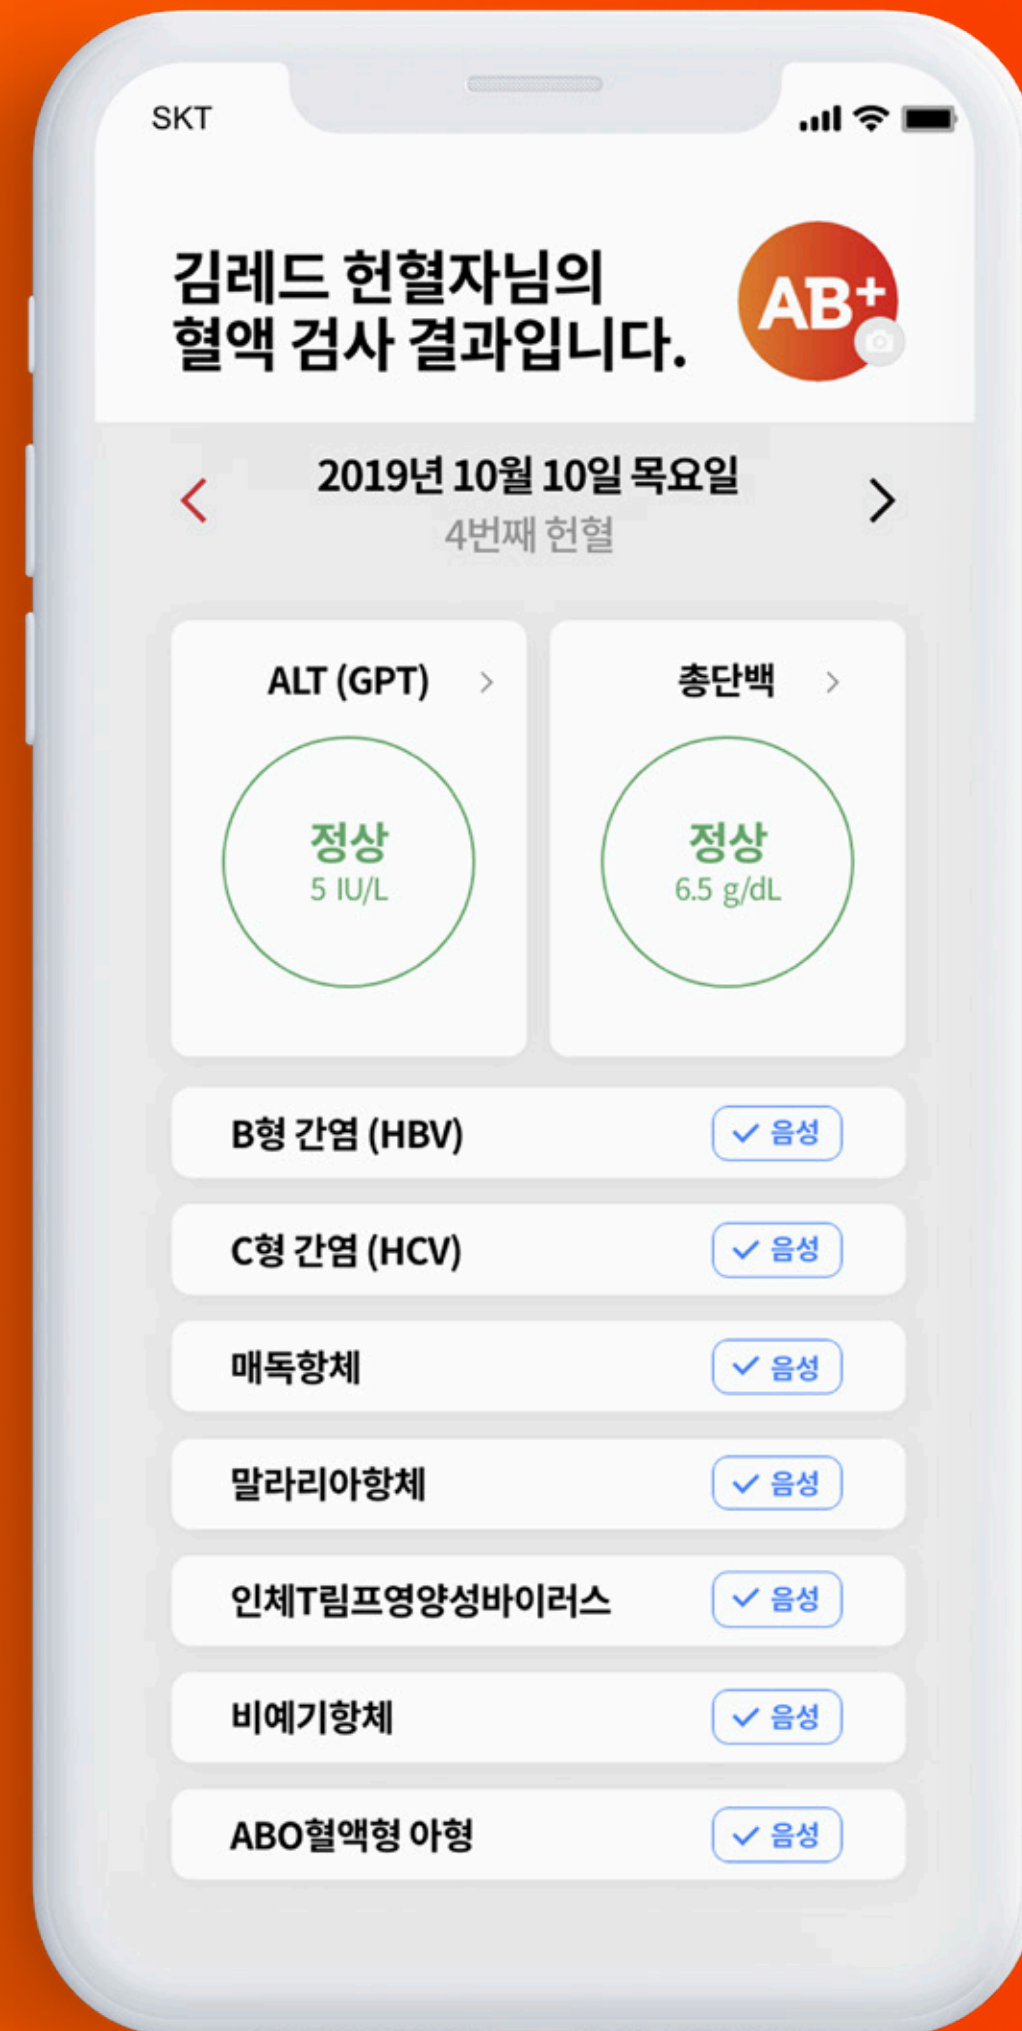 SKT
김레드 헌혈자님의
혈액 검사 결과입니다.
AB+
2019년 10월 10일 목요일
4번째 헌혈
ALT (GPT)
정상
5 IU/L
총단백
정상
6.5 g/dL
B형 간염 (HBV) 음성
C형 간염 (HCV) 음성
매독항체 음성
말라리아항체 음성
인체T림프영양성바이러스 음성
비예기항체 음성
ABO혈액형 아형 음성